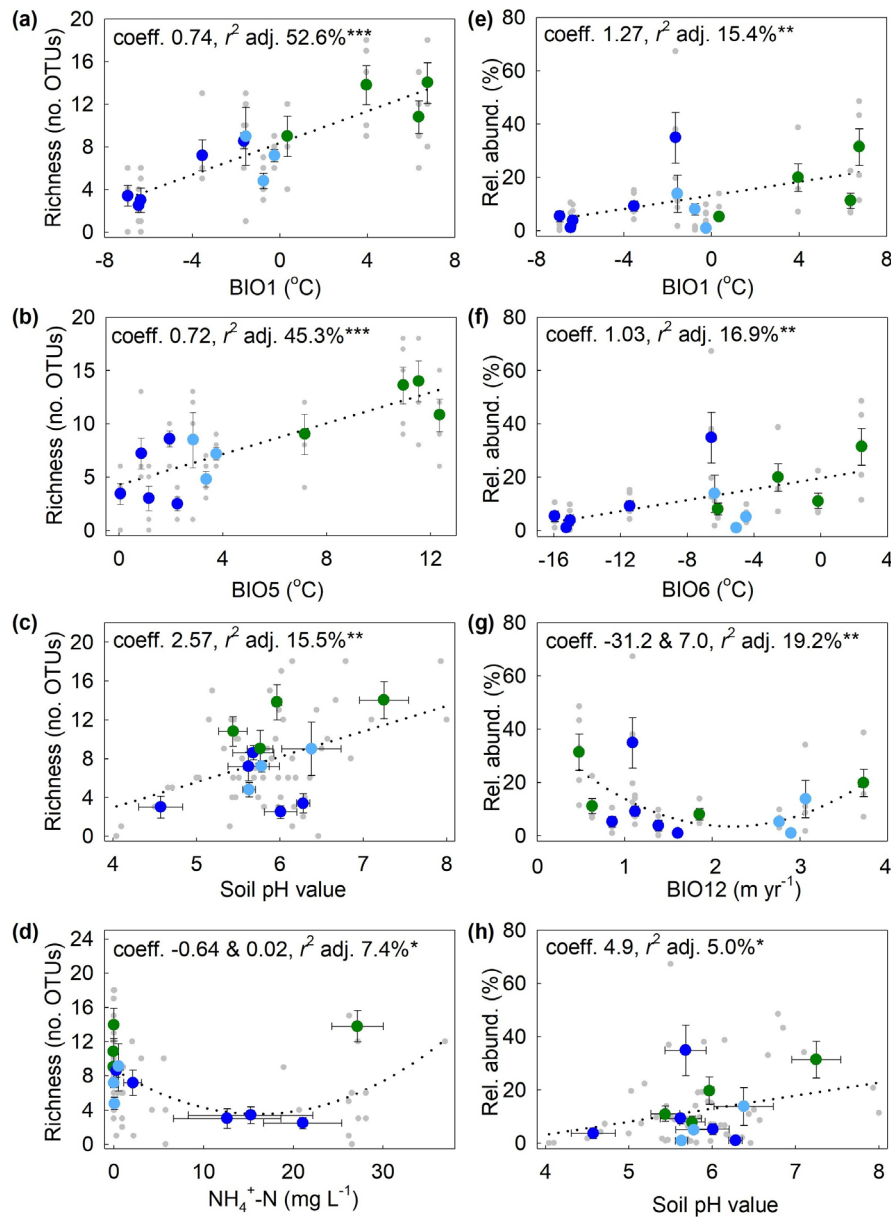 (a)
coeff. 0.74, r² adj. 52.6%***
Richness (no. OTUs)
20
16
12
8
4
0
-8 -4 0 4 8
BIO1 (°C)
(e)
coeff. 1.27, r² adj. 15.4%**
Rel. abund. (%)
80
60
40
20
0
-8 -4 0 4 8
BIO1 (°C)
(b)
coeff. 0.72, r² adj. 45.3%***
Richness (no. OTUs)
20
15
10
5
0
0 4 8 12
BIO5 (°C)
(f)
coeff. 1.03, r² adj. 16.9%**
Rel. abund. (%)
80
60
40
20
0
-16 -12 -8 -4 0 4
BIO6 (°C)
(c)
coeff. 2.57, r² adj. 15.5%**
Richness (no. OTUs)
20
16
12
8
4
0
4 5 6 7 8
Soil pH value
(g)
coeff. -31.2 & 7.0, r² adj. 19.2%**
Rel. abund. (%)
80
60
40
20
0
0 1 2 3 4
BIO12 (m yr⁻¹)
(d)
coeff. -0.64 & 0.02, r² adj. 7.4%*
Richness (no. OTUs)
24
20
16
12
8
4
0
0 10 20 30
NH₄⁺-N (mg L⁻¹)
(h)
coeff. 4.9, r² adj. 5.0%*
Rel. abund. (%)
80
60
40
20
0
4 5 6 7 8
Soil pH value